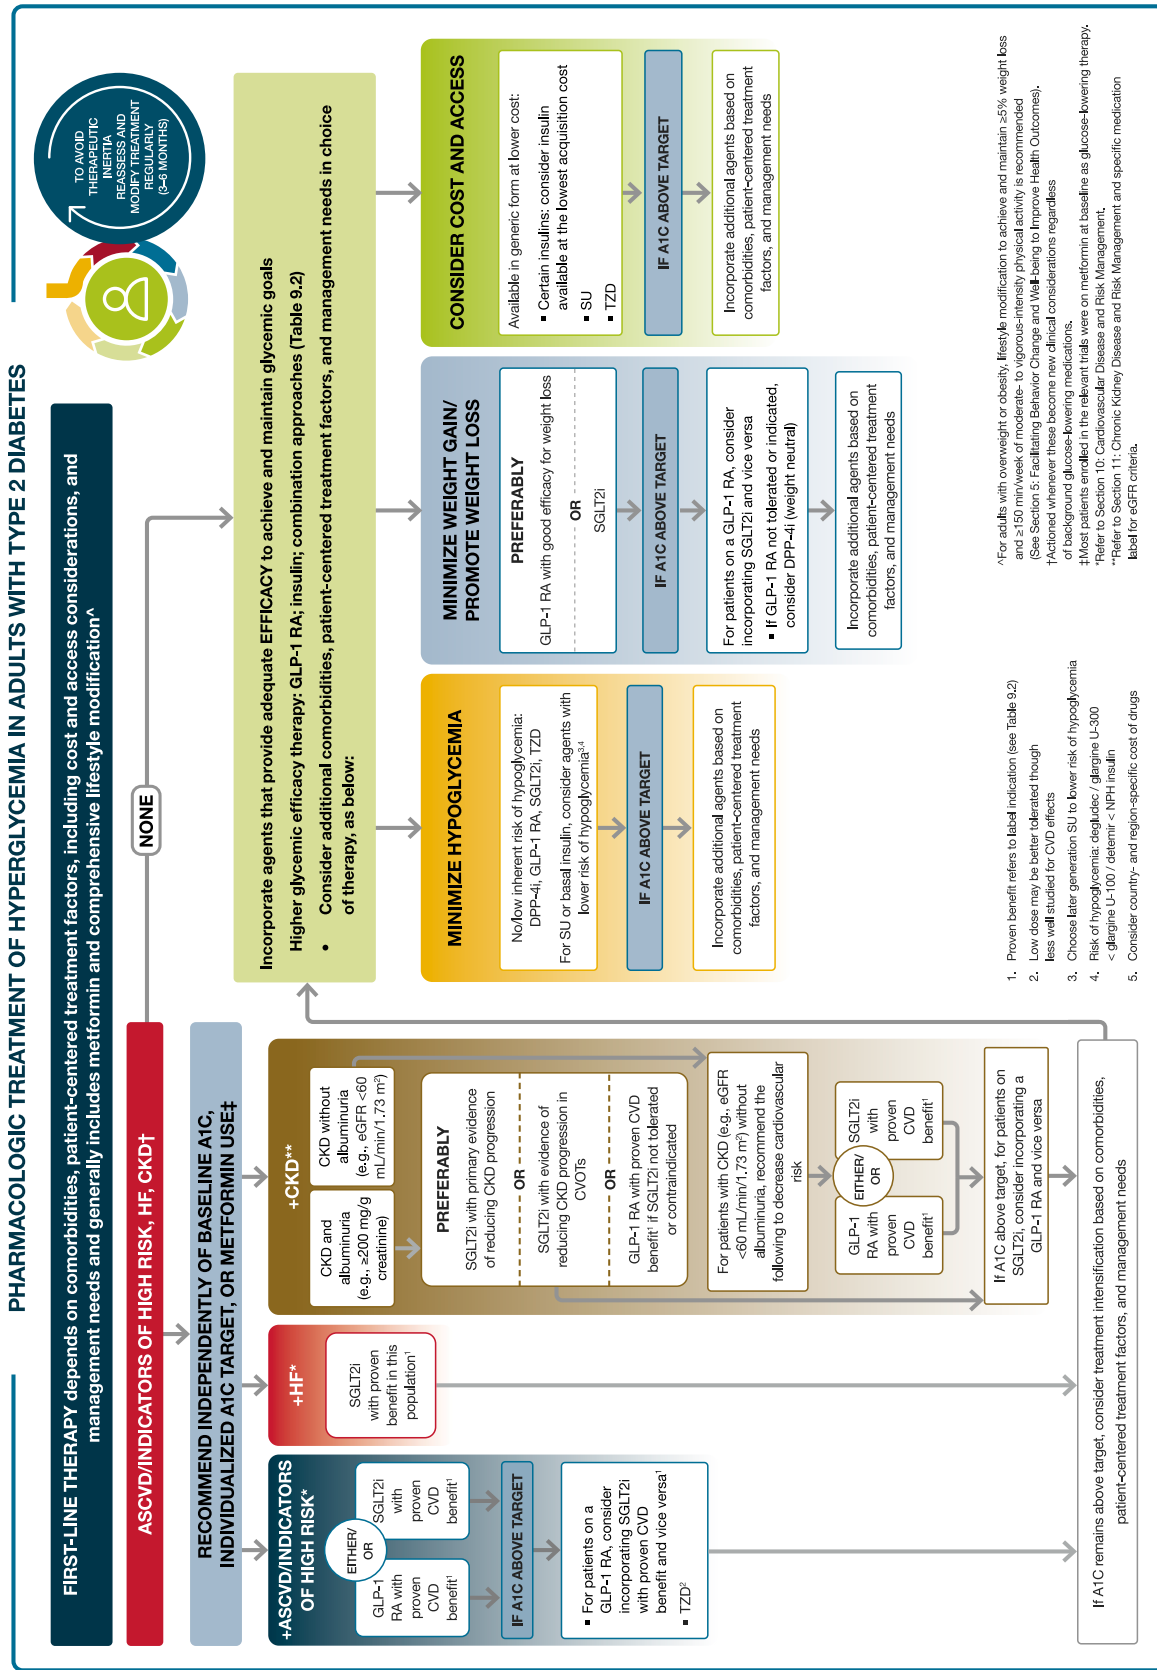 PHARMACOLOGIC TREATMENT OF HYPERGLYCEMIA IN ADULTS WITH TYPE 2 DIABETES
TO AVOID
THERAPEUTIC
INERTIA
REASSESS AND
MODIFY TREATMENT
REGULARLY
(3–6 MONTHS)
FIRST-LINE THERAPY depends on comorbidities, patient-centered treatment factors, including cost and access considerations, and
management needs and generally includes metformin and comprehensive lifestyle modification^
ASCVD/INDICATORS OF HIGH RISK, HF, CKD†
NONE
RECOMMEND INDEPENDENTLY OF BASELINE A1C,
INDIVIDUALIZED A1C TARGET, OR METFORMIN USE‡
+ASCVD/INDICATORS
OF HIGH RISK*
EITHER/
OR
GLP-1
RA with
proven
CVD
benefit¹
SGLT2i
with
proven
CVD
benefit¹
IF A1C ABOVE TARGET
▪ For patients on a
GLP-1 RA, consider
incorporating SGLT2i
with proven CVD
benefit and vice versa¹
▪ TZD²
+HF*
SGLT2i
with proven
benefit in this
population¹
+CKD**
CKD and
albuminuria
(e.g., ≥200 mg/g
creatinine)
CKD without
albuminuria
(e.g., eGFR <60
mL/min/1.73 m²)
PREFERABLY
SGLT2i with primary evidence
of reducing CKD progression
OR
SGLT2i with evidence of
reducing CKD progression in
CVOTs
OR
GLP-1 RA with proven CVD
benefit¹ if SGLT2i not tolerated
or contraindicated
For patients with CKD (e.g., eGFR
<60 mL/min/1.73 m²) without
albuminuria, recommend the
following to decrease cardiovascular
risk
EITHER/
OR
GLP-1
RA with
proven
CVD
benefit¹
SGLT2i
with
proven
CVD
benefit¹
If A1C above target, for patients on
SGLT2i, consider incorporating a
GLP-1 RA and vice versa
If A1C remains above target, consider treatment intensification based on comorbidities,
patient-centered treatment factors, and management needs
Incorporate agents that provide adequate EFFICACY to achieve and maintain glycemic goals
Higher glycemic efficacy therapy: GLP-1 RA; insulin; combination approaches (Table 9.2)
• Consider additional comorbidities, patient-centered treatment factors, and management needs in choice
of therapy, as below:
MINIMIZE HYPOGLYCEMIA
No/low inherent risk of hypoglycemia:
DPP-4i, GLP-1 RA, SGLT2i, TZD
For SU or basal insulin, consider agents with
lower risk of hypoglycemia³,⁴
IF A1C ABOVE TARGET
Incorporate additional agents based on
comorbidities, patient-centered treatment
factors, and management needs
MINIMIZE WEIGHT GAIN/
PROMOTE WEIGHT LOSS
PREFERABLY
GLP-1 RA with good efficacy for weight loss
OR
SGLT2i
IF A1C ABOVE TARGET
For patients on a GLP-1 RA, consider
incorporating SGLT2i and vice versa
▪ If GLP-1 RA not tolerated or indicated,
consider DPP-4i (weight neutral)
Incorporate additional agents based on
comorbidities, patient-centered treatment
factors, and management needs
CONSIDER COST AND ACCESS
Available in generic form at lower cost:
▪ Certain insulins: consider insulin
available at the lowest acquisition cost
▪ SU
▪ TZD
IF A1C ABOVE TARGET
Incorporate additional agents based on
comorbidities, patient-centered treatment
factors, and management needs
1. Proven benefit refers to label indication (see Table 9.2)
2. Low dose may be better tolerated though
less well studied for CVD effects
3. Choose later generation SU to lower risk of hypoglycemia
4. Risk of hypoglycemia: degludec / glargine U-300
< glargine U-100 / detemir < NPH insulin
5. Consider country- and region-specific cost of drugs
^For adults with overweight or obesity, lifestyle modification to achieve and maintain ≥5% weight loss
and ≥150 min/week of moderate- to vigorous-intensity physical activity is recommended
(See Section 5: Facilitating Behavior Change and Well-being to Improve Health Outcomes).
†Actioned whenever these become new clinical considerations regardless
of background glucose-lowering medications.
‡Most patients enrolled in the relevant trials were on metformin at baseline as glucose-lowering therapy.
*Refer to Section 10: Cardiovascular Disease and Risk Management.
**Refer to Section 11: Chronic Kidney Disease and Risk Management and specific medication
label for eGFR criteria.